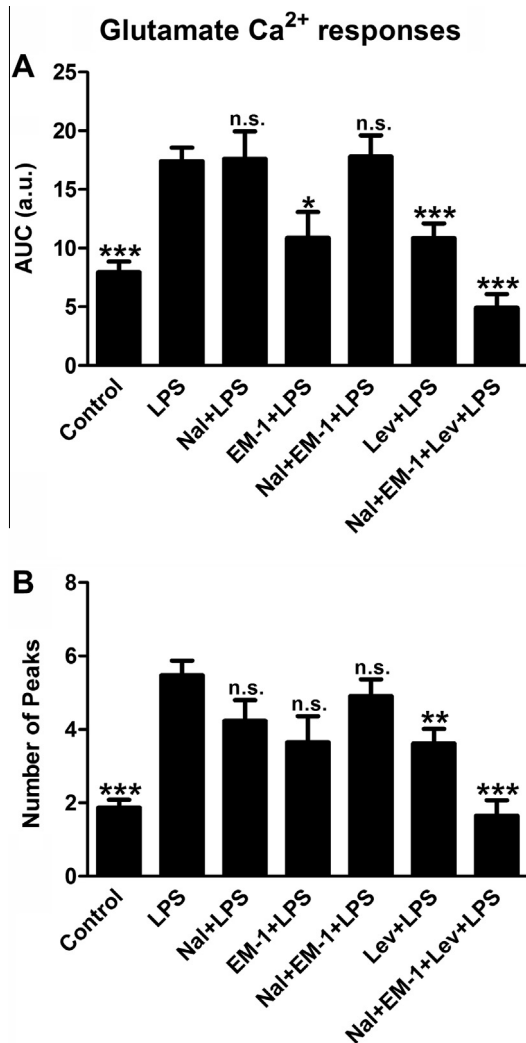 Glutamate Ca²⁺ responses
A
AUC (a.u.)
25
20
15
10
5
0
***
n.s.
*
n.s.
***
***
Control
LPS
Nal+LPS
EM-1+LPS
Nal+EM-1+LPS
Lev+LPS
Nal+EM-1+Lev+LPS
B
Number of Peaks
8
6
4
2
0
***
n.s.
n.s.
n.s.
**
***
Control
LPS
Nal+LPS
EM-1+LPS
Nal+EM-1+LPS
Lev+LPS
Nal+EM-1+Lev+LPS